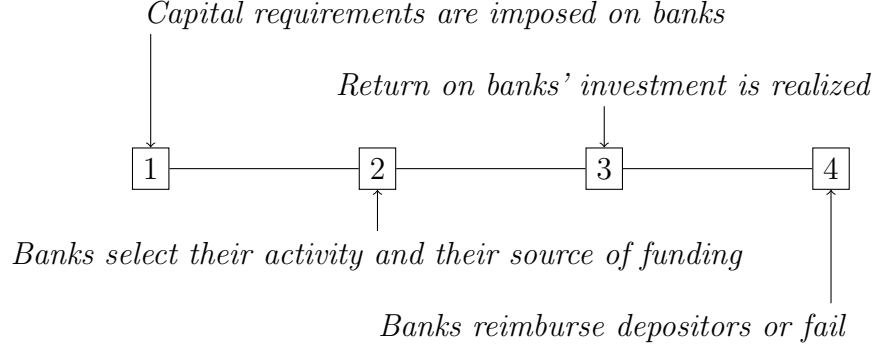 Capital requirements are imposed on banks
Return on banks' investment is realized
1
2
3
4
Banks select their activity and their source of funding
Banks reimburse depositors or fail